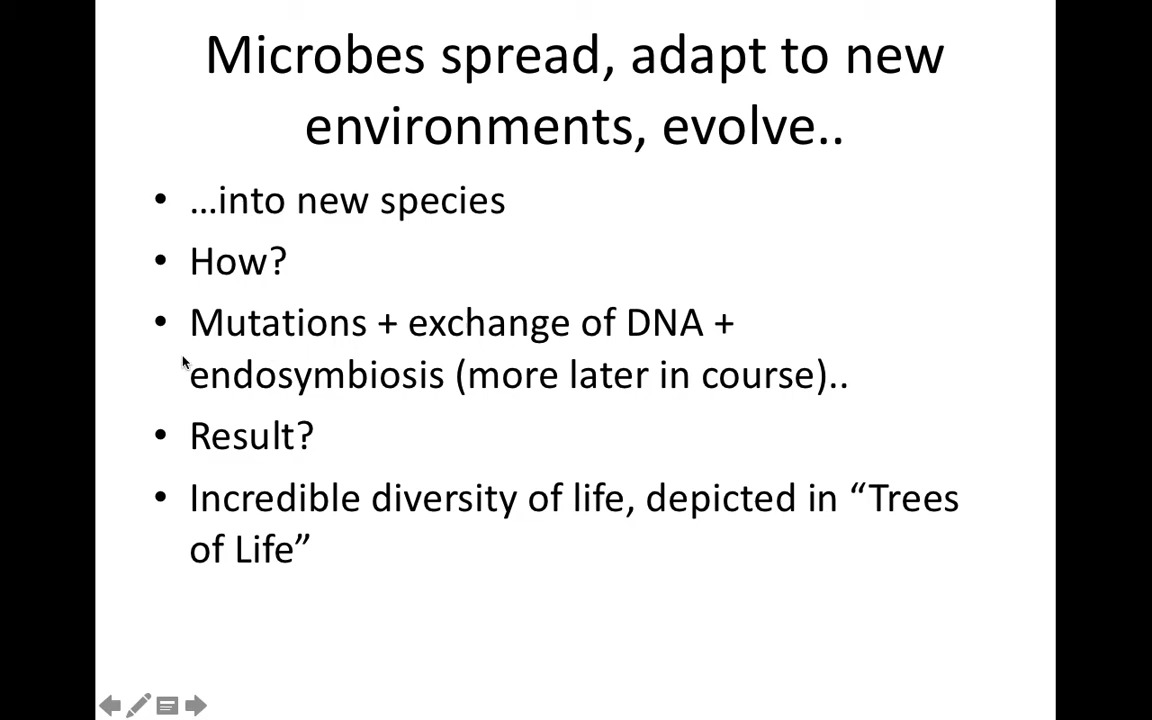 Microbes spread, adapt to new
environments, evolve..
• …into new species
• How?
• Mutations + exchange of DNA +
endosymbiosis (more later in course)..
• Result?
• Incredible diversity of life, depicted in “Trees
of Life”